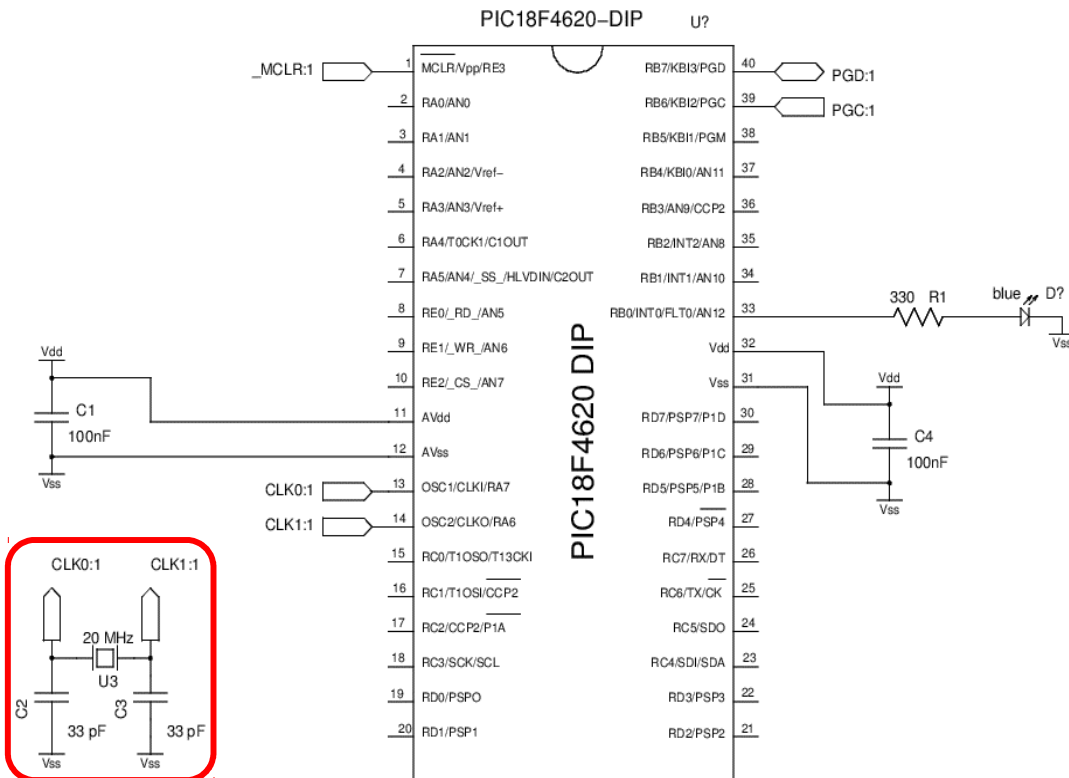 PIC18F4620-DIP U?
_MCLR:1
1 MCLR/Vpp/RE3
2 RA0/AN0
3 RA1/AN1
4 RA2/AN2/Vref-
5 RA3/AN3/Vref+
6 RA4/T0CK1/C1OUT
7 RA5/AN4/_SS_/HLVDIN/C2OUT
8 RE0/_RD_/AN5
9 RE1/_WR_/AN6
10 RE2/_CS_/AN7
11 AVdd
12 AVss
13 OSC1/CLKI/RA7
14 OSC2/CLKO/RA6
15 RC0/T1OSO/T13CKI
16 RC1/T1OSI/CCP2
17 RC2/CCP2/P1A
18 RC3/SCK/SCL
19 RD0/PSPO
20 RD1/PSP1
PIC18F4620 DIP
RB7/KBI3/PGD 40
RB6/KBI2/PGC 39
RB5/KBI1/PGM 38
RB4/KBI0/AN11 37
RB3/AN9/CCP2 36
RB2/INT2/AN8 35
RB1/INT1/AN10 34
RB0/INT0/FLT0/AN12 33
Vdd 32
Vss 31
RD7/PSP7/P1D 30
RD6/PSP6/P1C 29
RD5/PSP5/P1B 28
RD4/PSP4 27
RC7/RX/DT 26
RC6/TX/CK 25
RC5/SDO 24
RC4/SDI/SDA 23
RD3/PSP3 22
RD2/PSP2 21
PGD:1
PGC:1
330 R1
blue D?
Vss
Vdd
C4
100nF
Vss
Vdd
C1
100nF
Vss
CLK0:1
CLK1:1
CLK0:1 CLK1:1
20 MHz
U3
C2 C3
33 pF 33 pF
Vss Vss